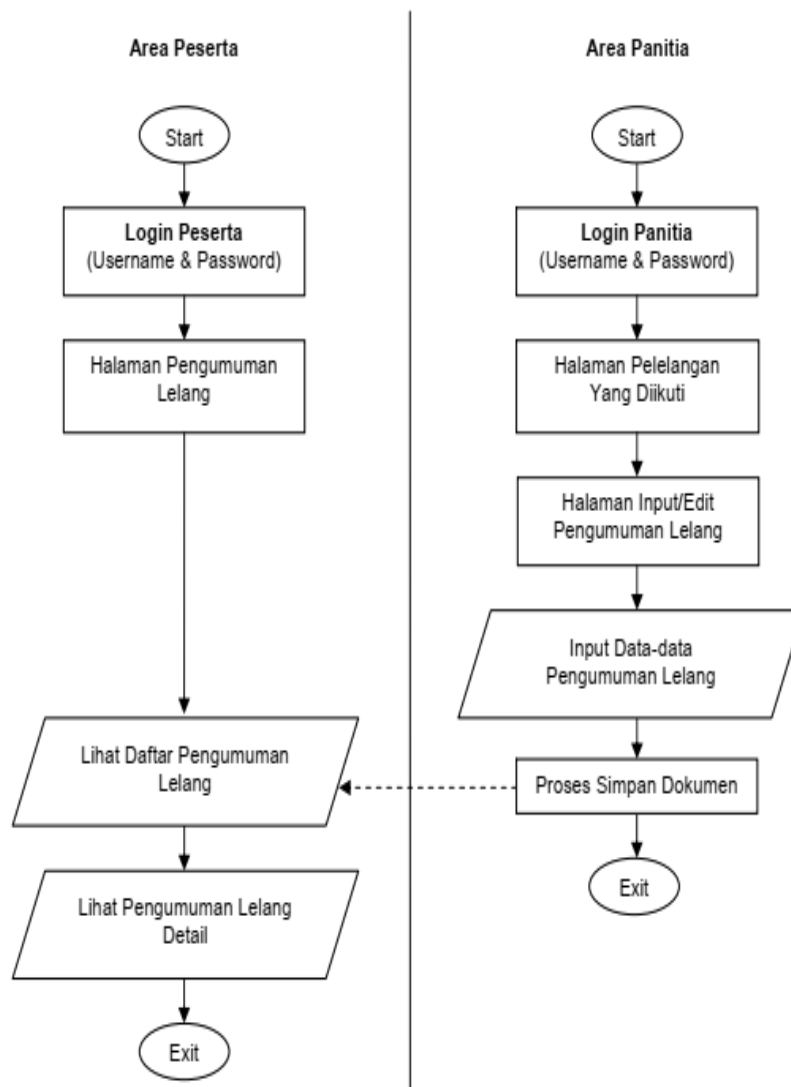 Area Peserta
Start
Login Peserta
(Username & Password)
Halaman Pengumuman
Lelang
Lihat Daftar Pengumuman
Lelang
Lihat Pengumuman Lelang
Detail
Exit
Area Panitia
Start
Login Panitia
(Username & Password)
Halaman Pelelangan
Yang Diikuti
Halaman Input/Edit
Pengumuman Lelang
Input Data-data
Pengumuman Lelang
Proses Simpan Dokumen
Exit